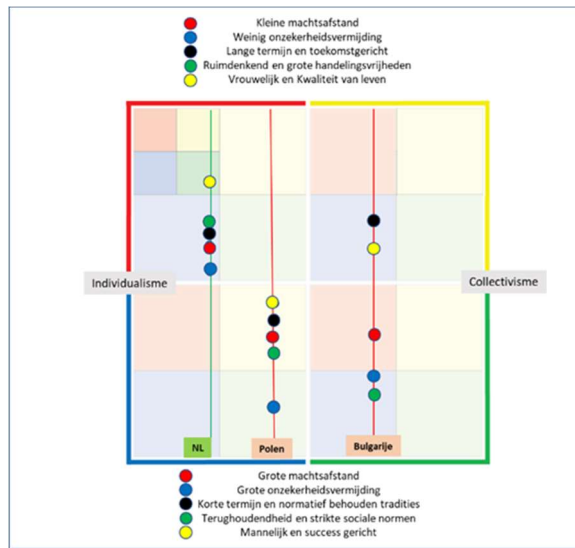 Kleine machtsafstand
Weinig onzekerheidsvermijding
Lange termijn en toekomstgericht
Ruimdenkend en grote handelingsvrijheden
Vrouwelijk en Kwaliteit van leven
Individualisme
Collectivisme
NL
Polen
Bulgarije
Grote machtsafstand
Grote onzekerheidsvermijding
Korte termijn en normatief behouden tradities
Terughoudendheid en strikte sociale normen
Mannelijk en success gericht